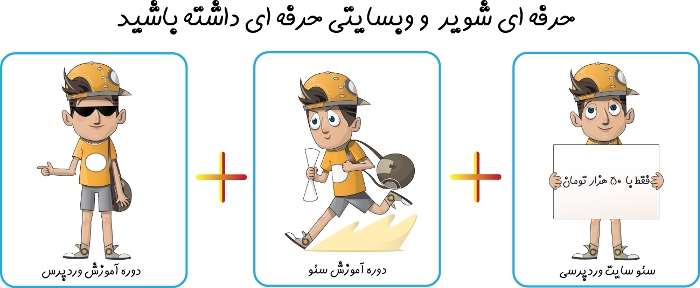 حرفه ای شوید و وبسایتی حرفه ای داشته باشید
فقط با ۵۰ هزار تومان
سئو سایت وردپرسی
دوره آموزش سئو
دوره آموزش وردپرس